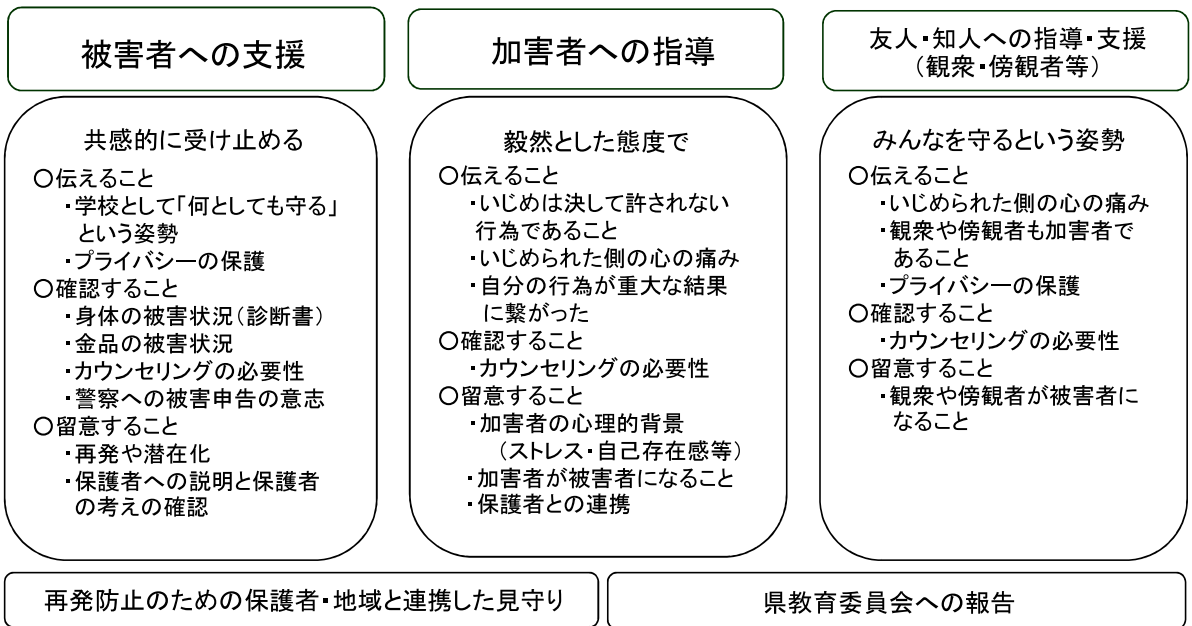 被害者への支援
共感的に受け止める
○伝えること
・学校として「何としても守る」
という姿勢
・プライバシーの保護
○確認すること
・身体の被害状況(診断書)
・金品の被害状況
・カウンセリングの必要性
・警察への被害申告の意志
○留意すること
・再発や潜在化
・保護者への説明と保護者
の考えの確認
加害者への指導
毅然とした態度で
○伝えること
・いじめは決して許されない
行為であること
・いじめられた側の心の痛み
・自分の行為が重大な結果
に繋がった
○確認すること
・カウンセリングの必要性
○留意すること
・加害者の心理的背景
(ストレス・自己存在感等)
・加害者が被害者になること
・保護者との連携
友人・知人への指導・支援
(観衆・傍観者等)
みんなを守るという姿勢
○伝えること
・いじめられた側の心の痛み
・観衆や傍観者も加害者で
あること
・プライバシーの保護
○確認すること
・カウンセリングの必要性
○留意すること
・観衆や傍観者が被害者に
なること
再発防止のための保護者・地域と連携した見守り
県教育委員会への報告